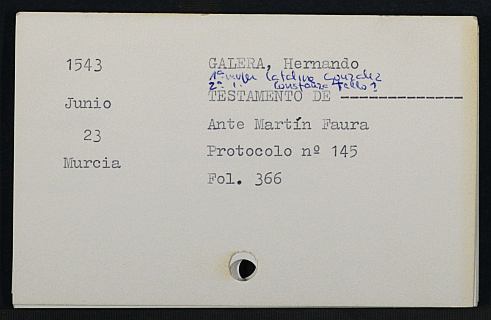 1543
GALERA, Hernando
1ª mujer Catalina González
2ª " Constanza Tello?
Junio
TESTAMENTO DE -------------
23
Ante Martín Faura
Murcia
Protocolo nº 145
Fol. 366